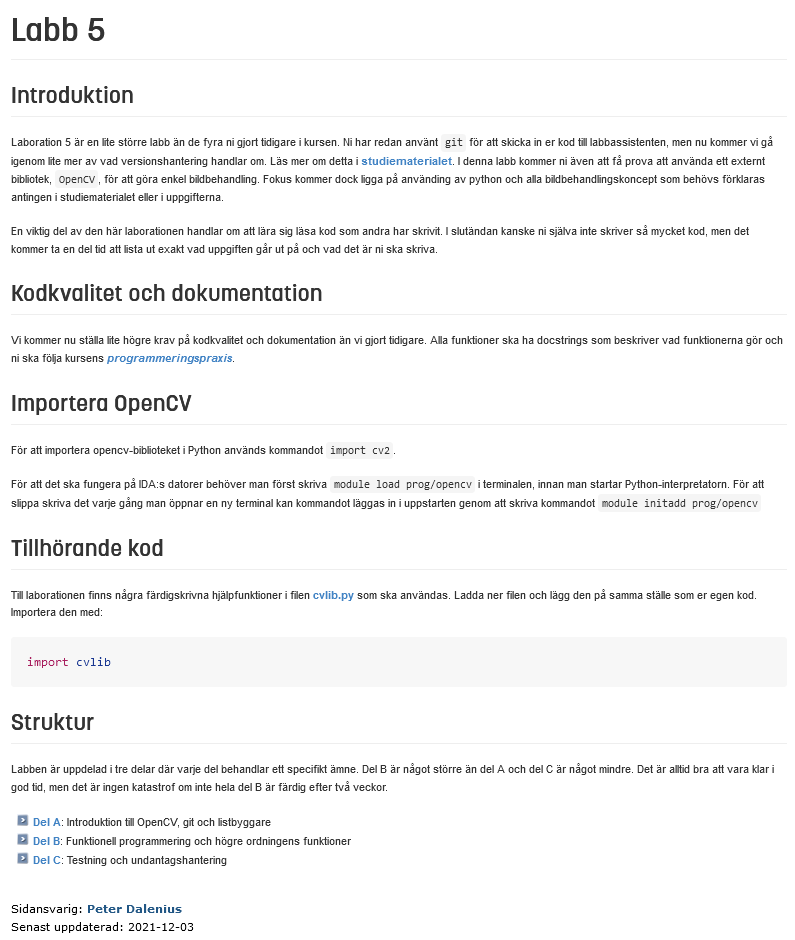 Labb 5
Introduktion
Laboration 5 är en lite större labb än de fyra ni gjort tidigare i kursen. Ni har redan använt git för att skicka in er kod till labbassistenten, men nu kommer vi gå
igenom lite mer av vad versionshantering handlar om. Läs mer om detta i studiematerialet. I denna labb kommer ni även att få prova att använda ett externt
bibliotek, OpenCV, för att göra enkel bildbehandling. Fokus kommer dock ligga på använding av python och alla bildbehandlingskoncept som behövs förklaras
antingen i studiematerialet eller i uppgifterna.
En viktig del av den här laborationen handlar om att lära sig läsa kod som andra har skrivit. I slutändan kanske ni själva inte skriver så mycket kod, men det
kommer ta en del tid att lista ut exakt vad uppgiften går ut på och vad det är ni ska skriva.
Kodkvalitet och dokumentation
Vi kommer nu ställa lite högre krav på kodkvalitet och dokumentation än vi gjort tidigare. Alla funktioner ska ha docstrings som beskriver vad funktionerna gör och
ni ska följa kursens programmeringspraxis.
Importera OpenCV
För att importera opencv-biblioteket i Python används kommandot import cv2.
För att det ska fungera på IDA:s datorer behöver man först skriva module load prog/opencv i terminalen, innan man startar Python-interpretatorn. För att
slippa skriva det varje gång man öppnar en ny terminal kan kommandot läggas in i uppstarten genom att skriva kommandot module initadd prog/opencv
Tillhörande kod
Till laborationen finns några färdigskrivna hjälpfunktioner i filen cvlib.py som ska användas. Ladda ner filen och lägg den på samma ställe som er egen kod.
Importera den med:
import cvlib
Struktur
Labben är uppdelad i tre delar där varje del behandlar ett specifikt ämne. Del B är något större än del A och del C är något mindre. Det är alltid bra att vara klar i
god tid, men det är ingen katastrof om inte hela del B är färdig efter två veckor.
Del A: Introduktion till OpenCV, git och listbyggare
Del B: Funktionell programmering och högre ordningens funktioner
Del C: Testning och undantagshantering
Sidansvarig: Peter Dalenius
Senast uppdaterad: 2021-12-03